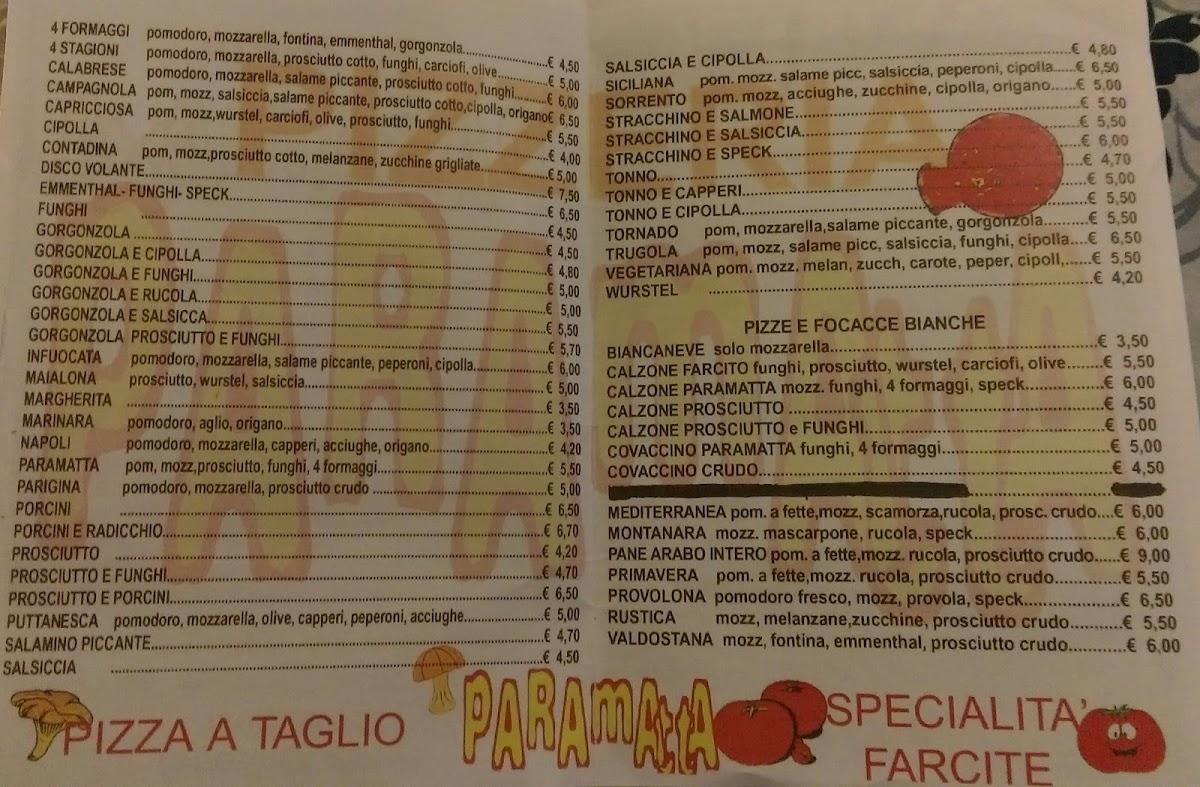 4 FORMAGGI pomodoro, mozzarella, fontina, emmenthal, gorgonzola......................€ 4,50
4 STAGIONI pomodoro, mozzarella, prosciutto cotto, funghi, carciofi, olive..............€ 5,00
CALABRESE pomodoro, mozzarella, salame piccante, prosciutto cotto, funghi..........€ 6,00
CAMPAGNOLA pom, mozz, salsiccia,salame piccante, prosciutto cotto,cipolla, origano€ 6,50
CAPRICCIOSA pom, mozz,wurstel, carciofi, olive, prosciutto, funghi........................€ 5,50
CIPOLLA ........................€ 4,00
CONTADINA pom, mozz,prosciutto cotto, melanzane, zucchine grigliate.................€5,00
DISCO VOLANTE........................€ 7,50
EMMENTHAL- FUNGHI- SPECK........................€ 6,50
FUNGHI ........................€4,50
GORGONZOLA ........................€ 4,50
GORGONZOLA E CIPOLLA........................€ 4,80
GORGONZOLA E FUNGHI........................€ 5,00
GORGONZOLA E RUCOLA........................€ 5,00
GORGONZOLA E SALSICCA........................€ 5,50
GORGONZOLA PROSCIUTTO E FUNGHI........................€ 5,70
INFUOCATA pomodoro, mozzarella, salame piccante, peperoni, cipolla..................€ 6,00
MAIALONA prosciutto, wurstel, salsiccia........................€ 5,00
MARGHERITA ........................€ 3,50
MARINARA pomodoro, aglio, origano........................€ 3,50
NAPOLI pomodoro, mozzarella, capperi, acciughe, origano........................€ 4,20
PARAMATTA pom, mozz,prosciutto, funghi, 4 formaggi........................€ 5,50
PARIGINA pomodoro, mozzarella, prosciutto crudo ........................€ 5,00
PORCINI ........................€ 6,50
PORCINI E RADICCHIO........................€ 6,70
PROSCIUTTO ........................€ 4,20
PROSCIUTTO E FUNGHI........................€ 4,70
PROSCIUTTO E PORCINI........................€ 6,50
PUTTANESCA pomodoro, mozzarella, olive, capperi, peperoni, acciughe...................€ 5,00
SALAMINO PICCANTE........................€ 4,70
SALSICCIA ........................€ 4,50
SALSICCIA E CIPOLLA........................€ 4,80
SICILIANA pom. mozz. salame picc, salsiccia, peperoni, cipolla.....€ 6,50
SORRENTO pom. mozz, acciughe, zucchine, cipolla, origano......€ 5,00
STRACCHINO E SALMONE........................€ 5,50
STRACCHINO E SALSICCIA........................€ 5,50
STRACCHINO E SPECK........................€ 6,00
TONNO........................€ 4,70
TONNO E CAPPERI........................€ 5,00
TONNO E CIPOLLA........................€ 5,50
TORNADO pom, mozzarella,salame piccante, gorgonzola.........€ 5,50
TRUGOLA pom, mozz, salame picc, salsiccia, funghi, cipolla....€ 6,50
VEGETARIANA pom. mozz. melan, zucch, carote, peper, cipoll,......€ 5,50
WURSTEL ........................€ 4,20
PIZZE E FOCACCE BIANCHE
BIANCANEVE solo mozzarella........................€ 3,50
CALZONE FARCITO funghi, prosciutto, wurstel, carciofi, olive.......€ 5,50
CALZONE PARAMATTA mozz. funghi, 4 formaggi, speck.............€ 6,00
CALZONE PROSCIUTTO ........................€ 4,50
CALZONE PROSCIUTTO e FUNGHI........................€ 5,00
COVACCINO PARAMATTA funghi, 4 formaggi........................€ 5,00
COVACCINO CRUDO........................€ 4,50
MEDITERRANEA pom. a fette,mozz, scamorza,rucola, prosc. crudo....€ 6,00
MONTANARA mozz. mascarpone, rucola, speck........................€ 6,00
PANE ARABO INTERO pom. a fette,mozz. rucola, prosciutto crudo.....€ 9,00
PRIMAVERA pom. a fette,mozz. rucola, prosciutto crudo............€ 5,50
PROVOLONA pomodoro fresco, mozz, provola, speck.................€ 6,50
RUSTICA mozz, melanzane,zucchine, prosciutto crudo..........€ 5,50
VALDOSTANA mozz, fontina, emmenthal, prosciutto crudo...........€ 6,00
PIZZA A TAGLIO
PARAMATTA
SPECIALITA'
FARCITE